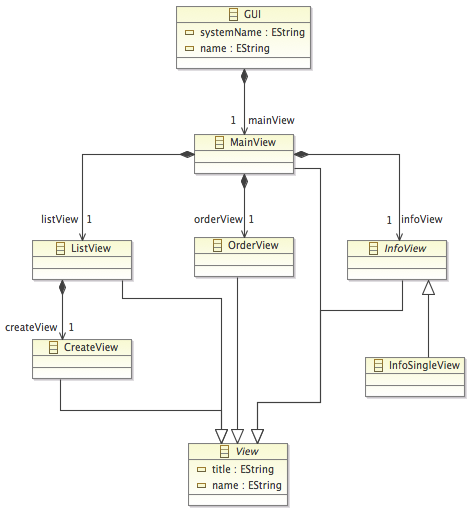 GUI
systemName : EString
name : EString
1 mainView
MainView
listView 1
orderView 1
1 infoView
ListView
OrderView
InfoView
createView 1
CreateView
InfoSingleView
View
title : EString
name : EString